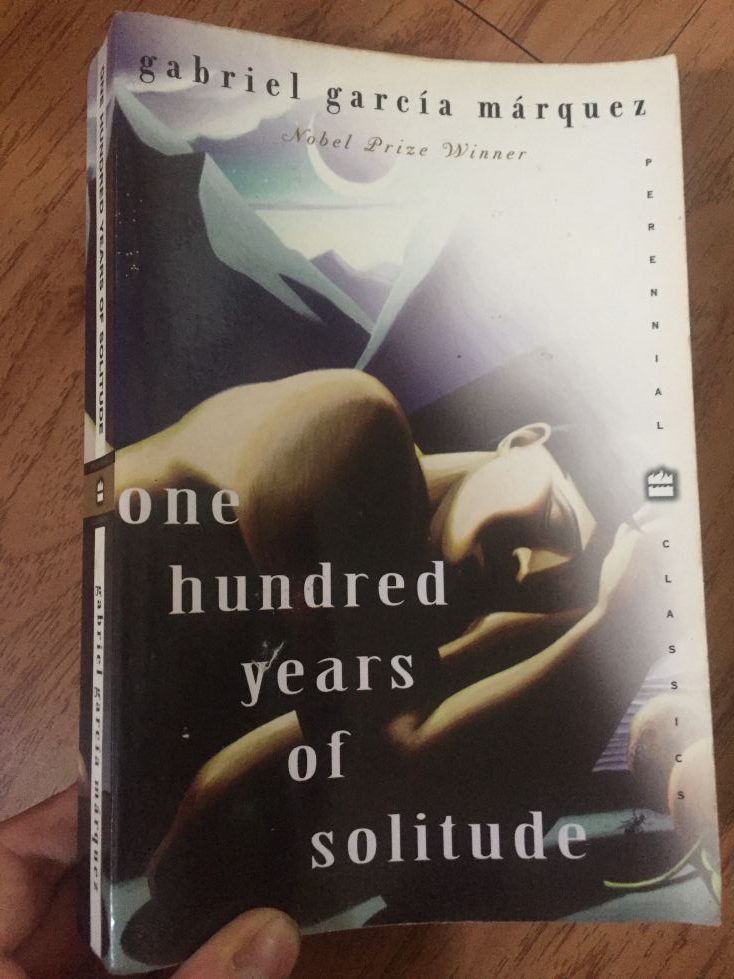 gabriel garcía márquez
Nobel Prize Winner
PERENNIAL
CLASSICS
one
hundred
years
of
solitude
ONE HUNDRED YEARS OF SOLITUDE
gabriel garcía márquez